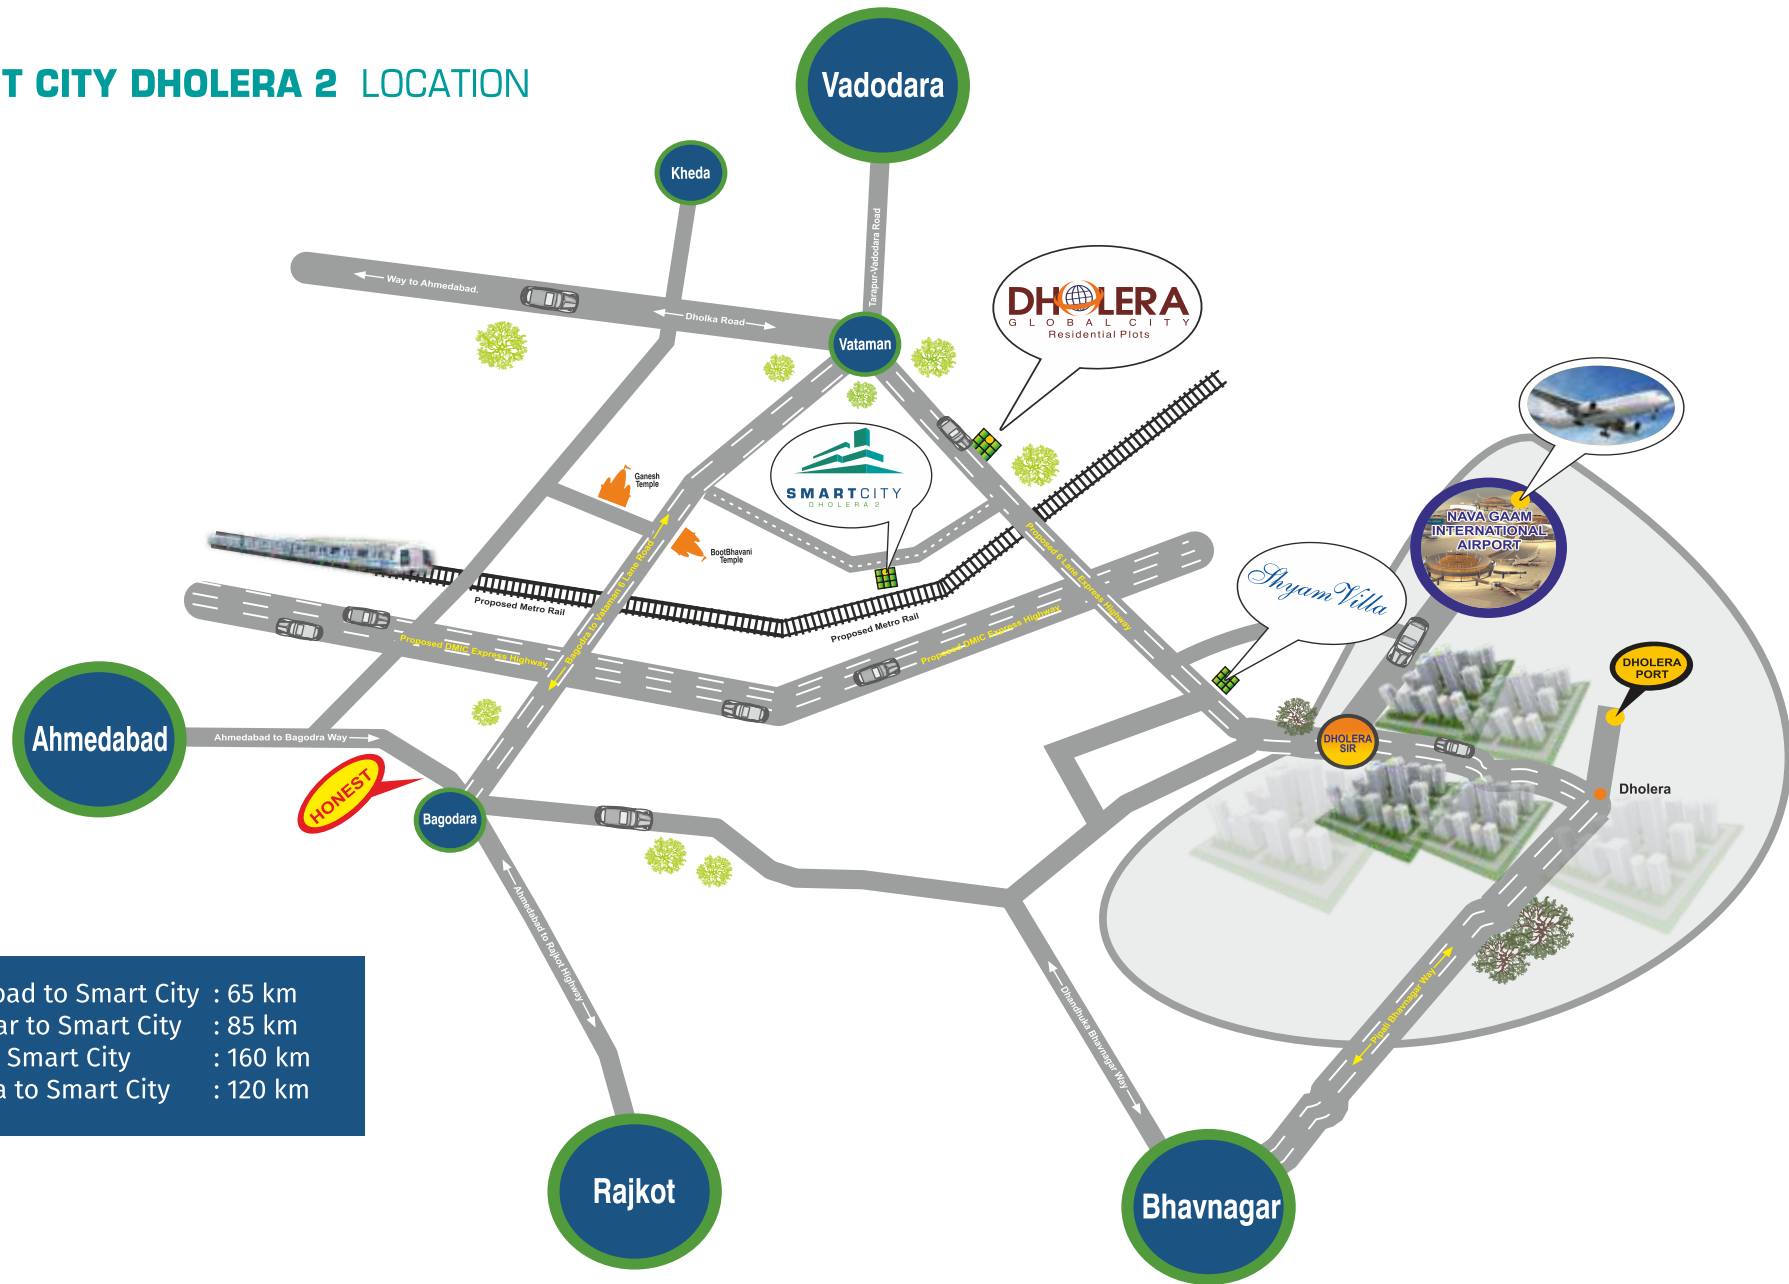 T CITY DHOLERA 2 LOCATION
Vadodara
Kheda
Tarapur-Vadodara Road
Way to Ahmedabad.
Dholka Road
Vataman
DHOLERA
GLOBAL CITY
Residential Plots
SMARTCITY
DHOLERA 2
Ganesh
Temple
BootBhavani
Temple
NAVA GAAM
INTERNATIONAL
AIRPORT
Shyam Villa
Proposed Metro Rail
Proposed Metro Rail
Proposed 6 Lane Express Highway
Bagodra to Vataman 6 Lane Road
Proposed DMIC Express Highway
Proposed DMIC Express Highway
DHOLERA
PORT
Ahmedabad
Ahmedabad to Bagodra Way
HONEST
Bagodara
DHOLERA
SIR
Dholera
Ahmedabad to Rajkot Highway
Dhandhuka Bhavnagar Way
Pipali Bhavnagar Way
bad to Smart City : 65 km
ar to Smart City : 85 km
Smart City : 160 km
a to Smart City : 120 km
Rajkot
Bhavnagar